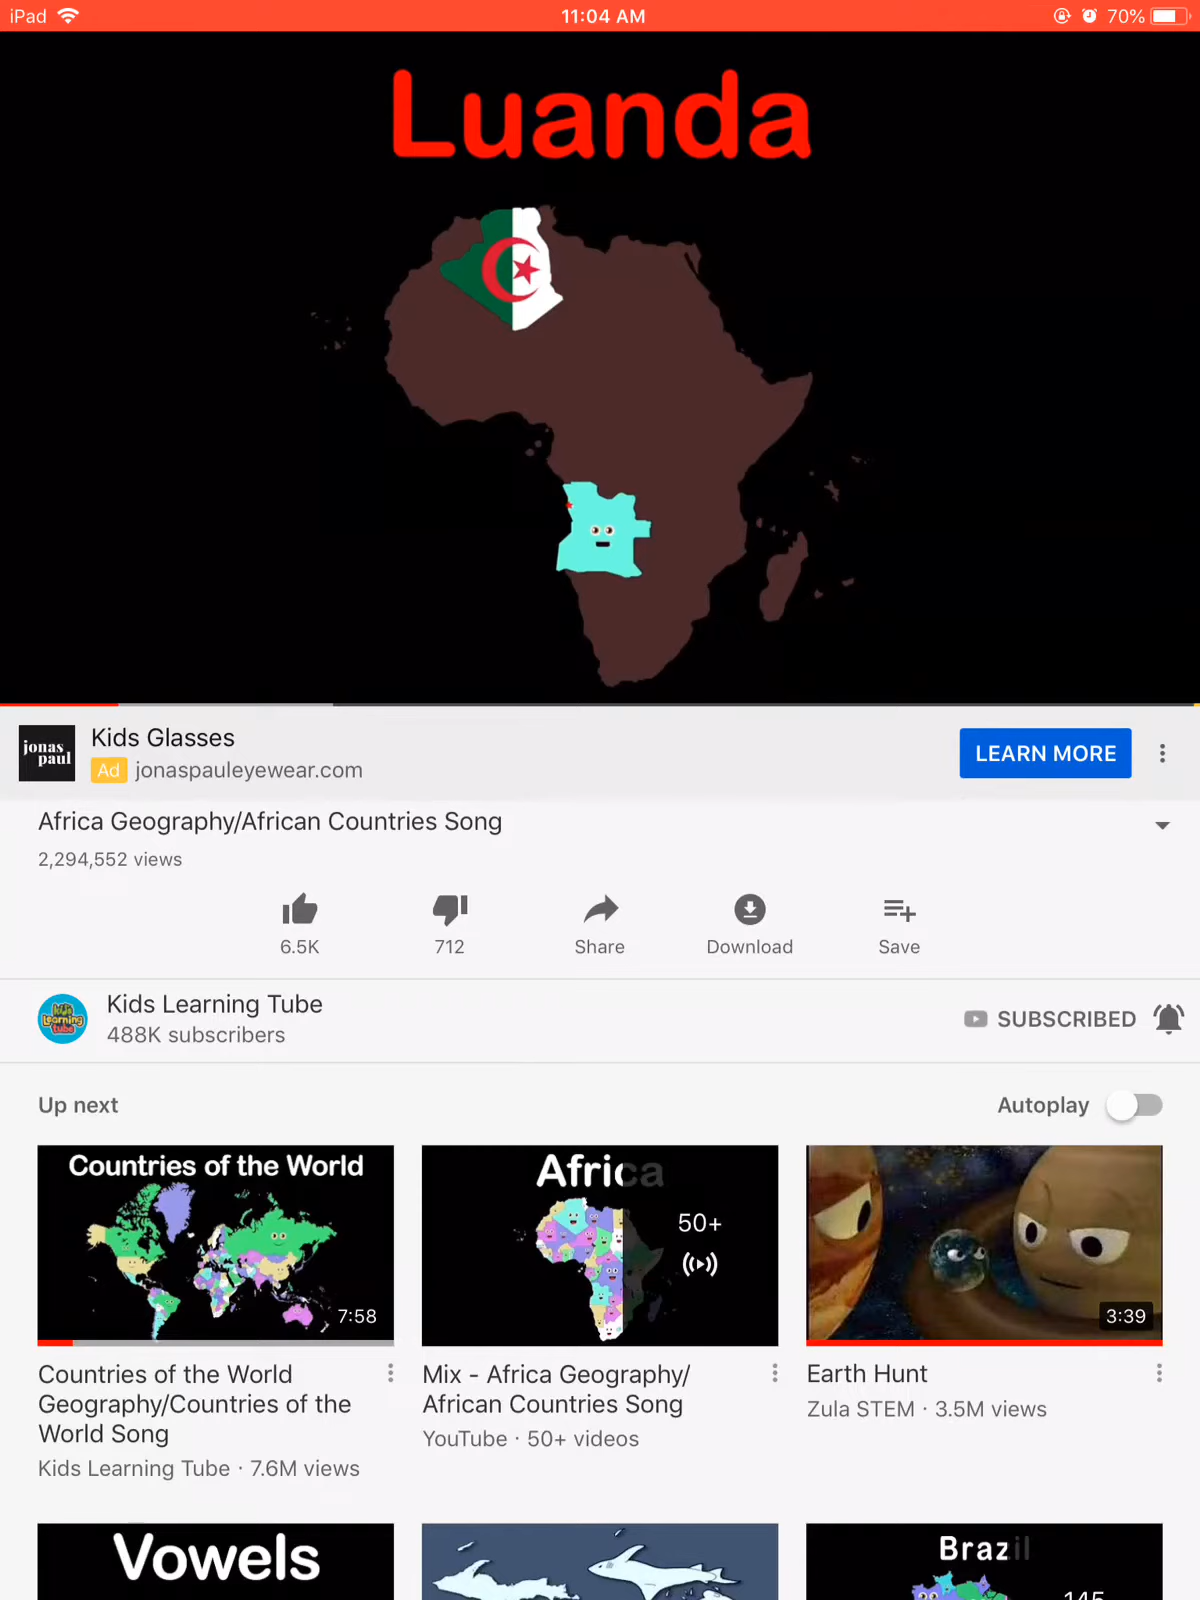 iPad
11:04 AM
70%
Luanda
jonas
paul
Kids Glasses
Ad jonaspauleyewear.com
LEARN MORE
Africa Geography/African Countries Song
2,294,552 views
6.5K
712
Share
Download
Save
Kids
Learning
tube
Kids Learning Tube
488K subscribers
SUBSCRIBED
Up next
Autoplay
Countries of the World
7:58
Africa
50+
3:39
Countries of the World
Geography/Countries of the
World Song
Kids Learning Tube · 7.6M views
Mix - Africa Geography/
African Countries Song
YouTube · 50+ videos
Earth Hunt
Zula STEM · 3.5M views
Vowels
Brazil
145